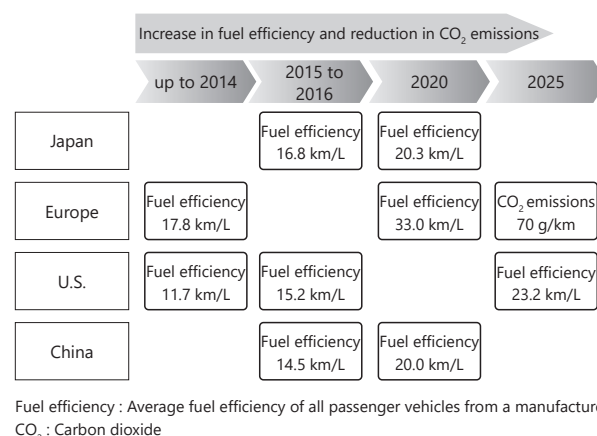 Increase in fuel efficiency and reduction in CO₂ emissions
up to 2014
2015 to
2016
2020
2025
Japan
Fuel efficiency
16.8 km/L
Fuel efficiency
20.3 km/L
Europe
Fuel efficiency
17.8 km/L
Fuel efficiency
33.0 km/L
CO₂ emissions
70 g/km
U.S.
Fuel efficiency
11.7 km/L
Fuel efficiency
15.2 km/L
Fuel efficiency
23.2 km/L
China
Fuel efficiency
14.5 km/L
Fuel efficiency
20.0 km/L
Fuel efficiency : Average fuel efficiency of all passenger vehicles from a manufacture
CO₂ : Carbon dioxide